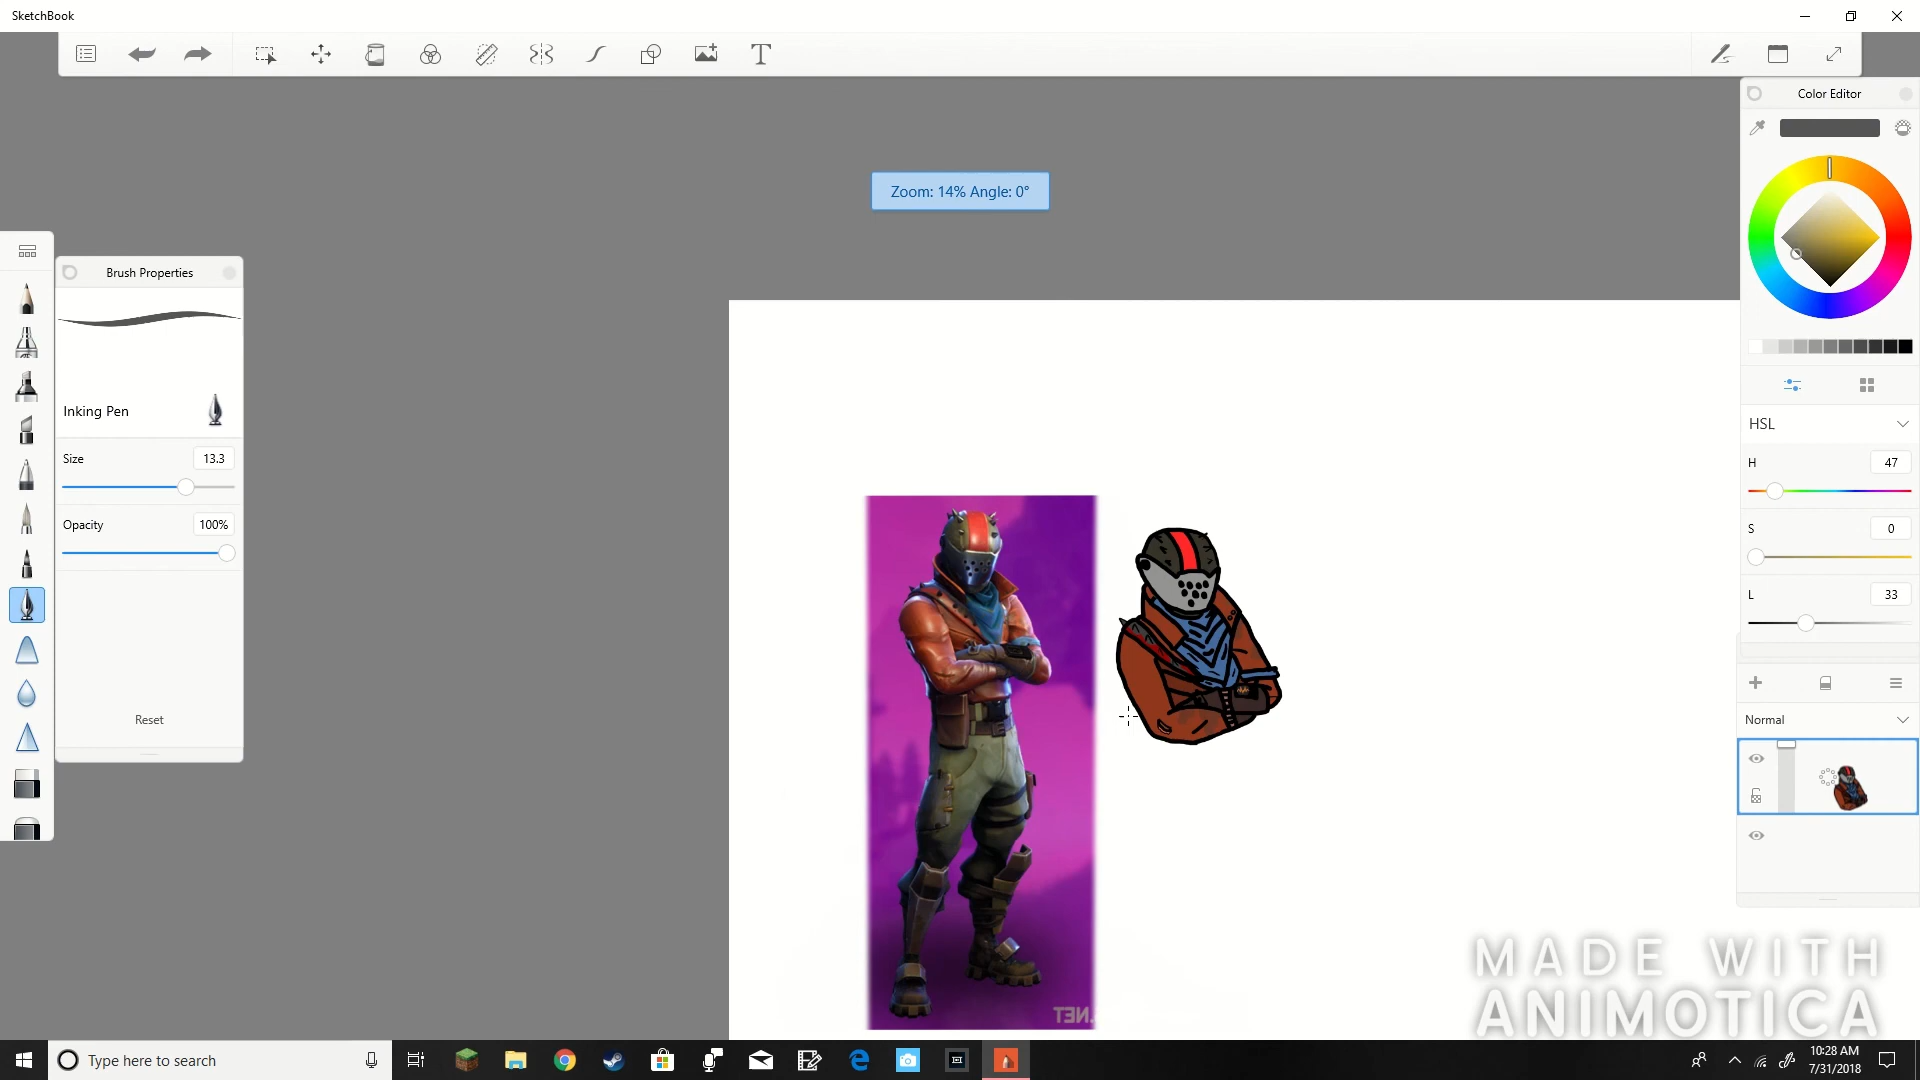 SketchBook
Color Editor
Zoom: 14% Angle: 0°
Brush Properties
Inking Pen
Size 13.3
Opacity 100%
Reset
HSL
H 47
S 0
L 33
Normal
MADE WITH
ANIMOTICA
Type here to search
10:28 AM
7/31/2018